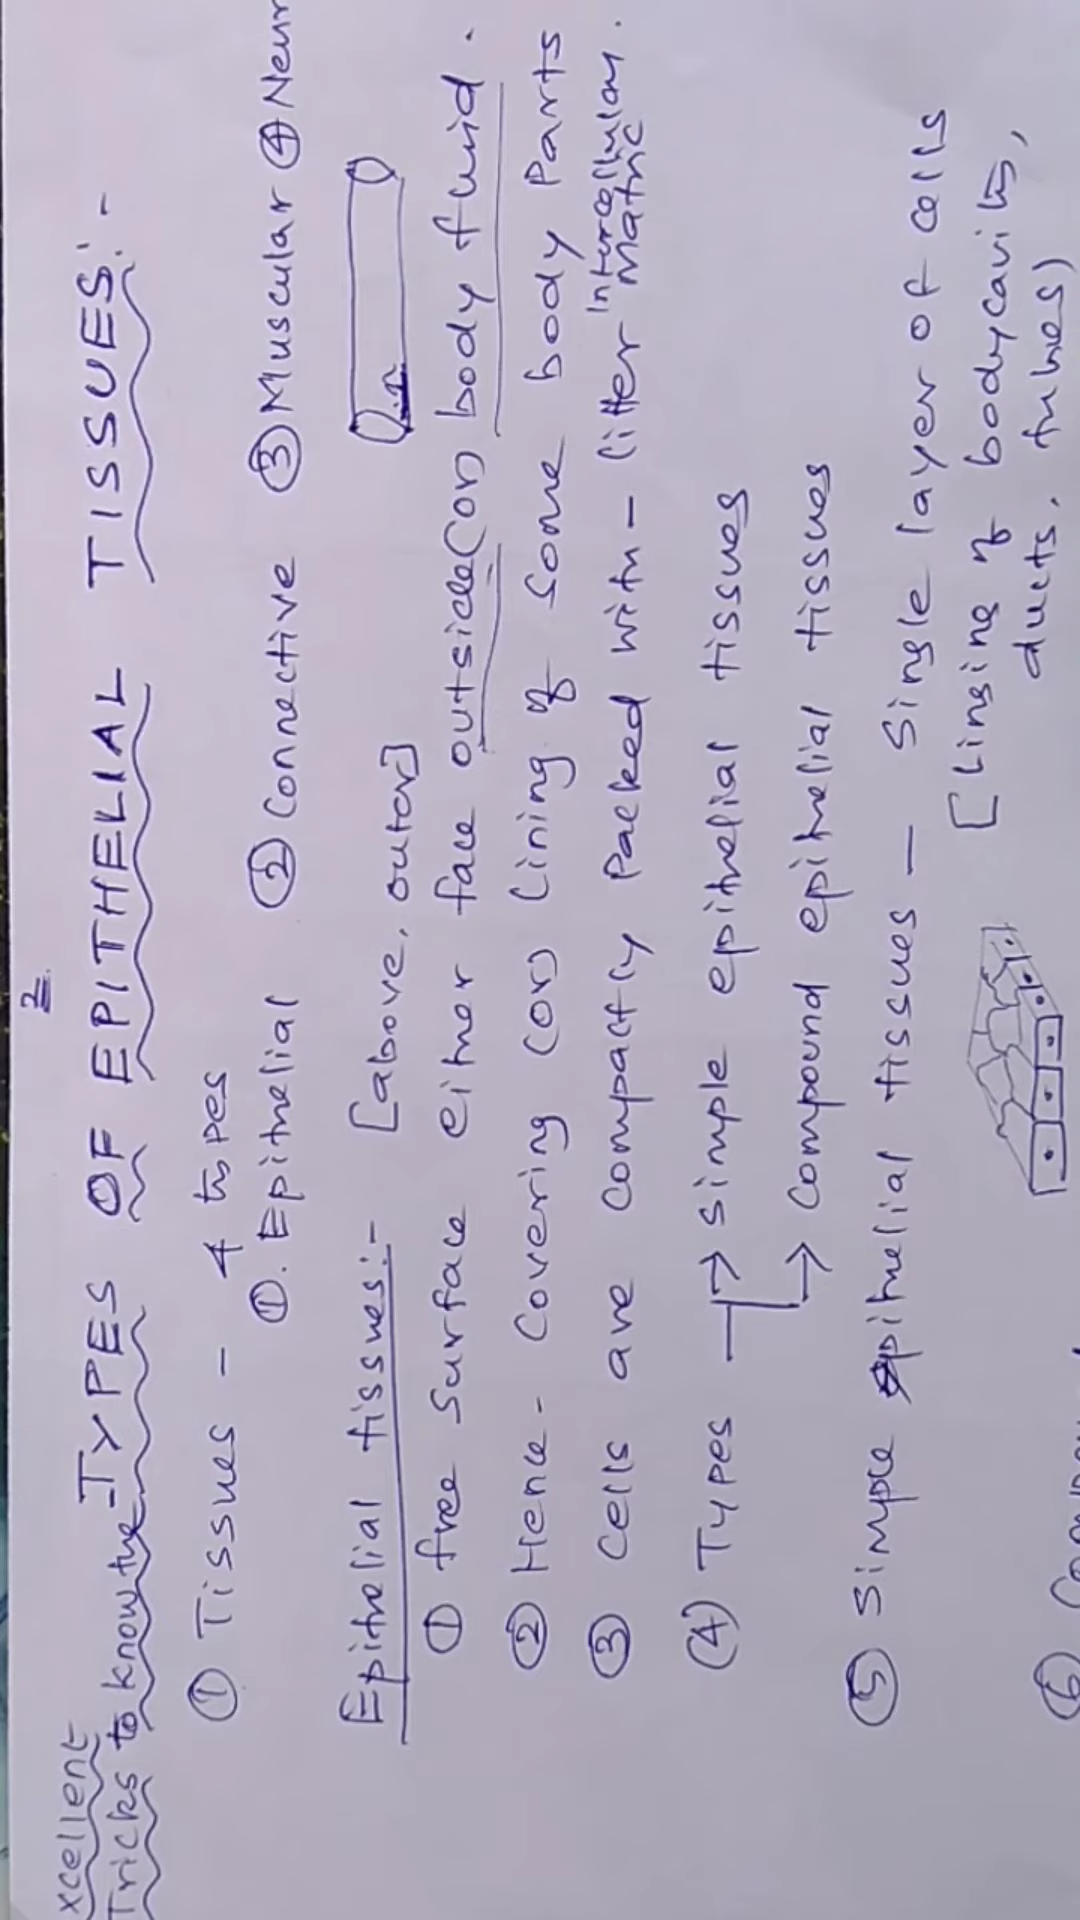 2
xcellent
Tricks to know the TYPES OF EPITHELIAL TISSUES:-
① Tissues - 4 types
①. Epithelial ② Connective ③ Muscular ④ Neur
Epithelial tissues:- [above, outer]
① free surface either face outside (or) body fluid.
② Hence - Covering (or) lining of some body parts
③ Cells are compactly Packed with - litter Intercellular Matric.
(4) Types → simple epithelial tissues
→ compound epithelial tissues
⑤ Simple epithelial tissues - Single layer of cells
[Linsing of bodycavits,
ducts, tubes)
⑥